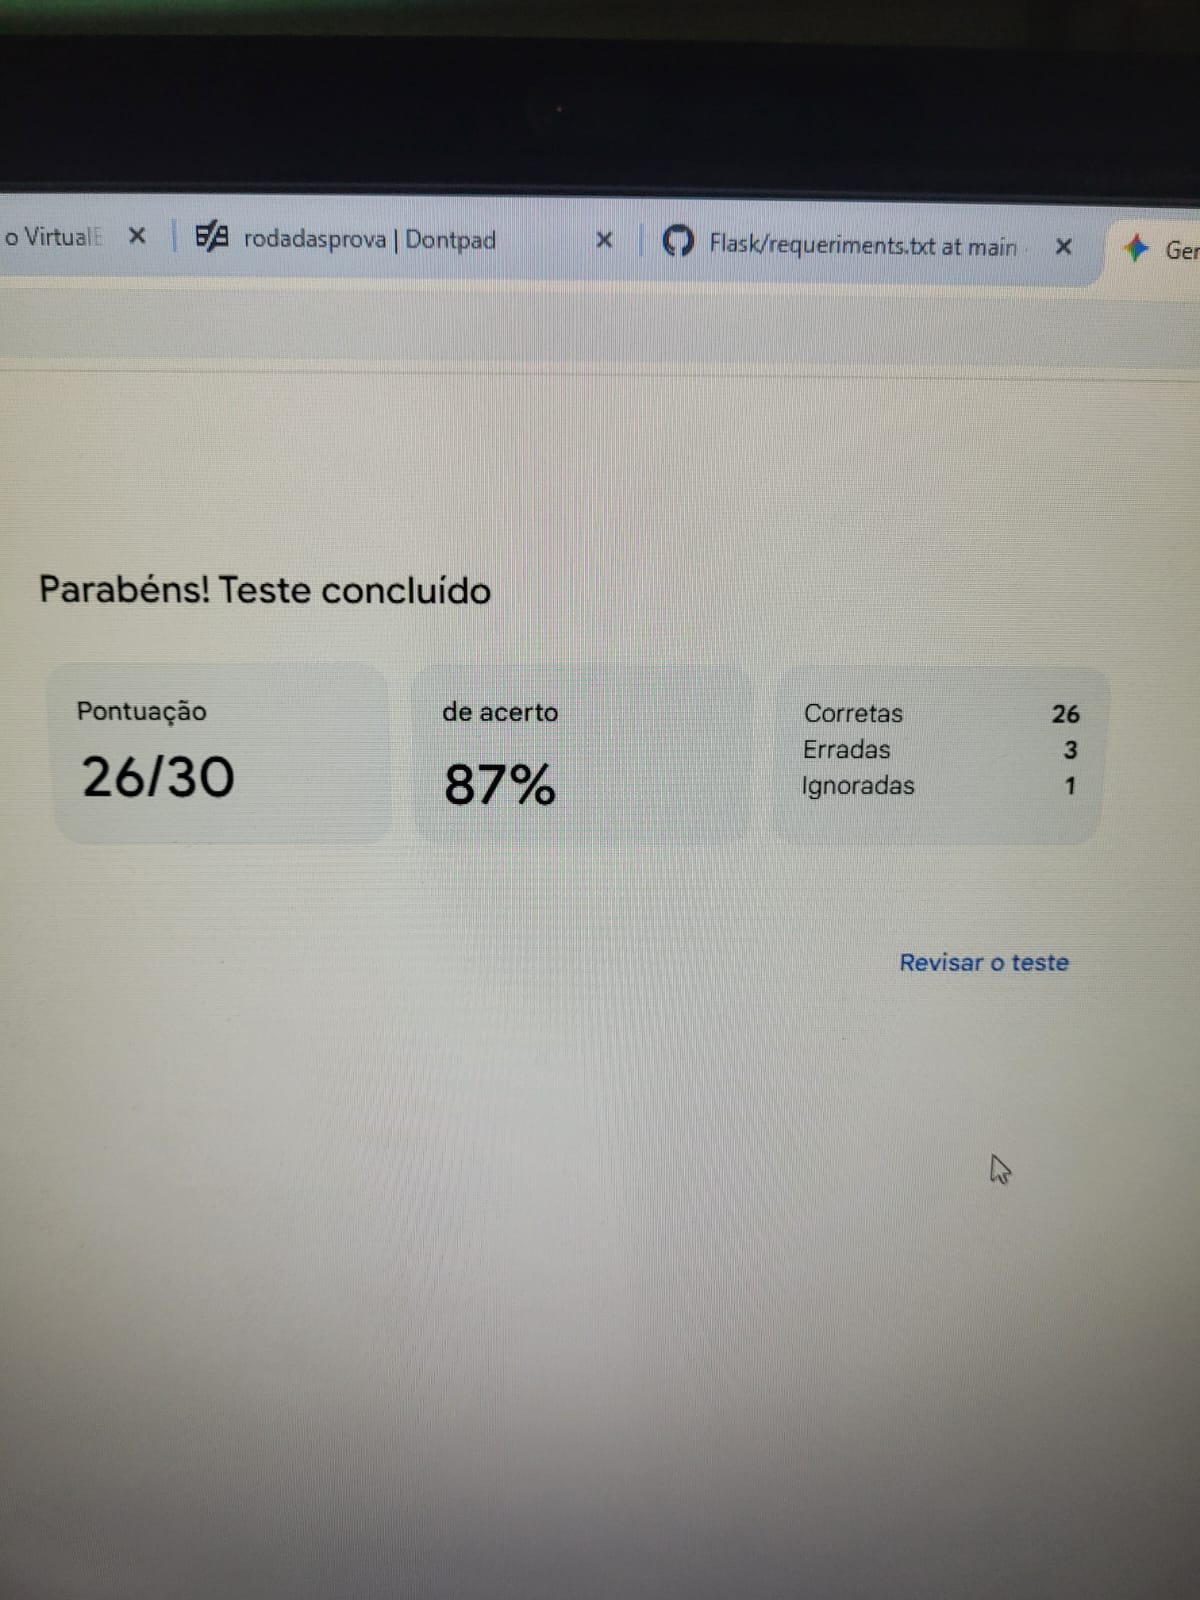 o Virtual
rodadasprova | Dontpad
Flask/requeriments.txt at main
Ger
Parabéns! Teste concluído
Pontuação
26/30
de acerto
87%
Corretas 26
Erradas 3
Ignoradas 1
Revisar o teste